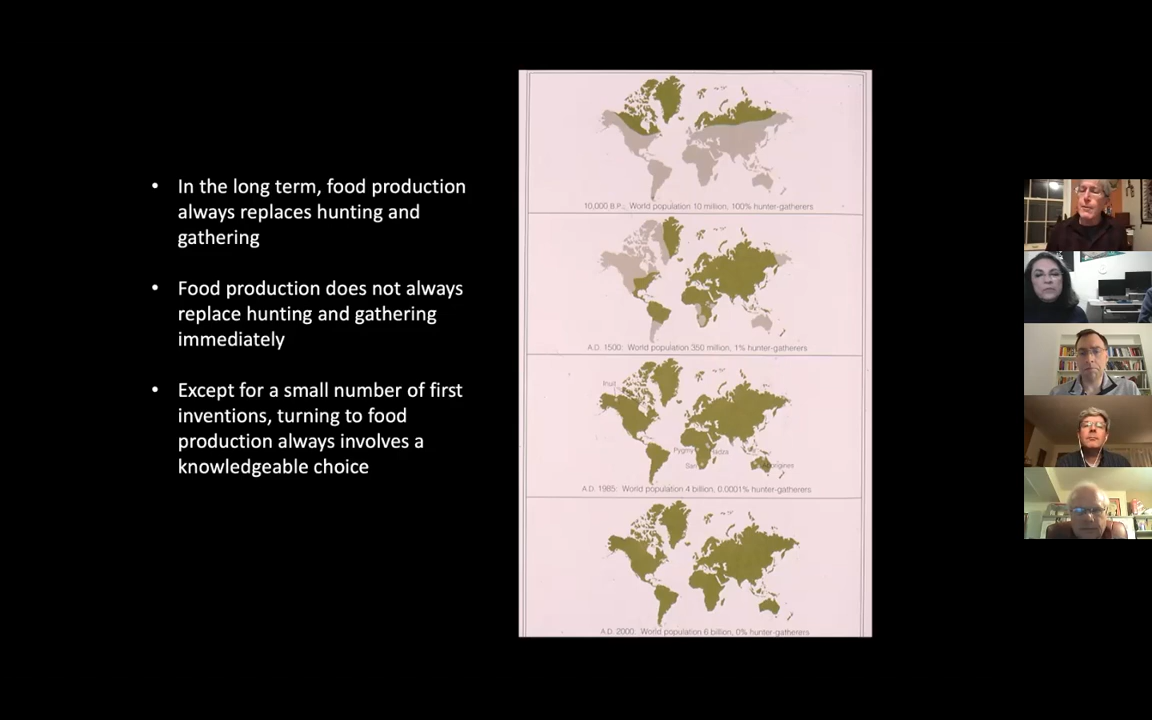 • In the long term, food production
always replaces hunting and
gathering
• Food production does not always
replace hunting and gathering
immediately
• Except for a small number of first
inventions, turning to food
production always involves a
knowledgeable choice
10,000 B.P.: World population 10 million, 100% hunter-gatherers
A.D. 1500: World population 350 million, 1% hunter-gatherers
Inuit
Pygmy
San
Aborigines
A.D. 1985: World population 4 billion, 0.0001% hunter-gatherers
A.D. 2000: World population 6 billion, 0% hunter-gatherers